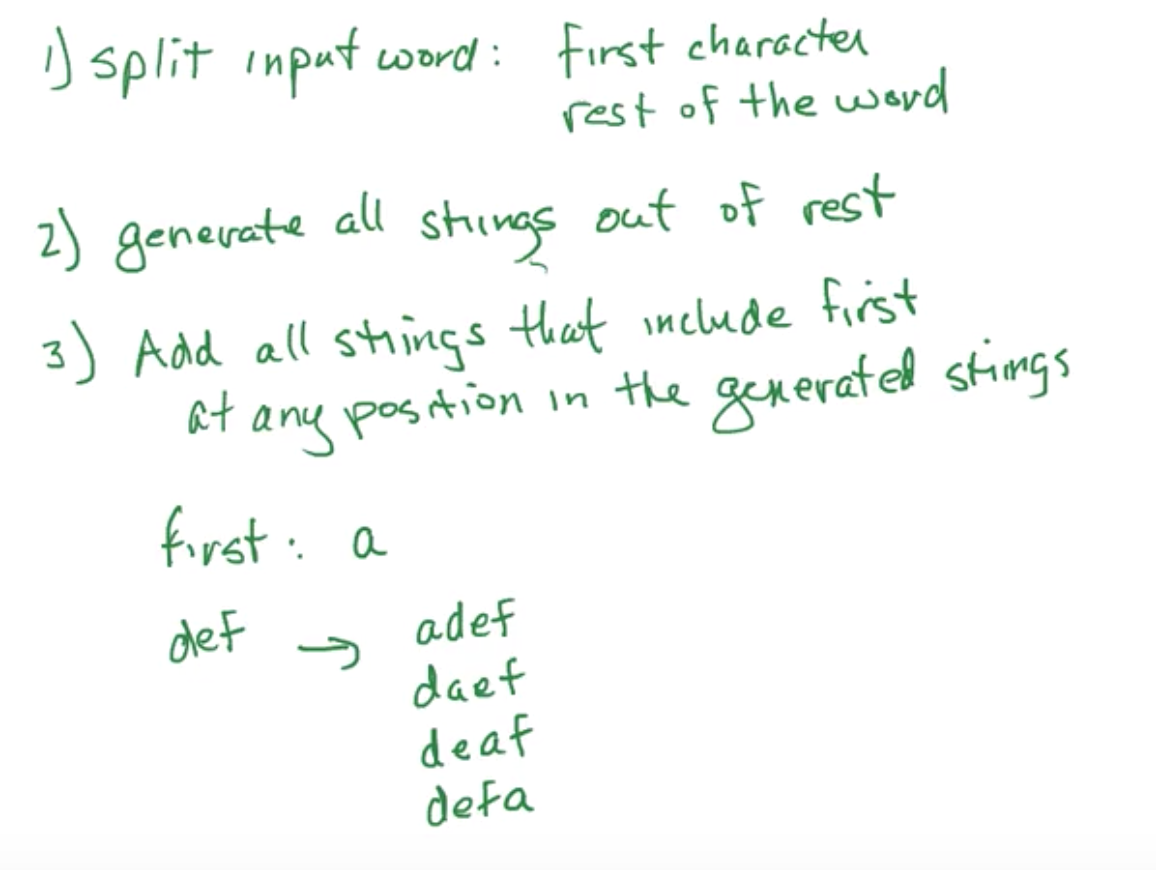 1) split input word: first character
rest of the word
2) generate all strings out of rest
3) Add all strings that include first
at any position in the generated stings
first: a
def → adef
daef
deaf
defa